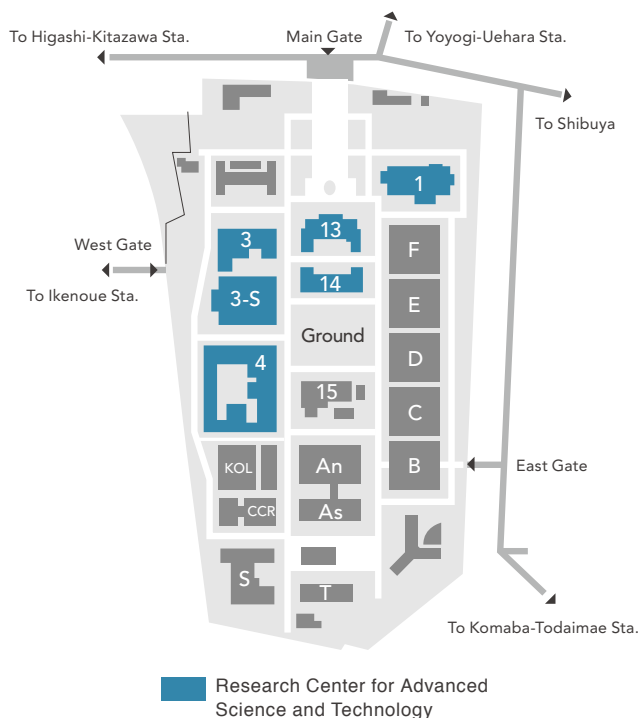 To Higashi-Kitazawa Sta.
Main Gate
To Yoyogi-Uehara Sta.
To Shibuya
1
13
3
F
West Gate
14
To Ikenoue Sta.
3-S
E
Ground
D
4
15
C
KOL
An
B
East Gate
CCR
As
S
T
To Komaba-Todaimae Sta.
Research Center for Advanced
Science and Technology